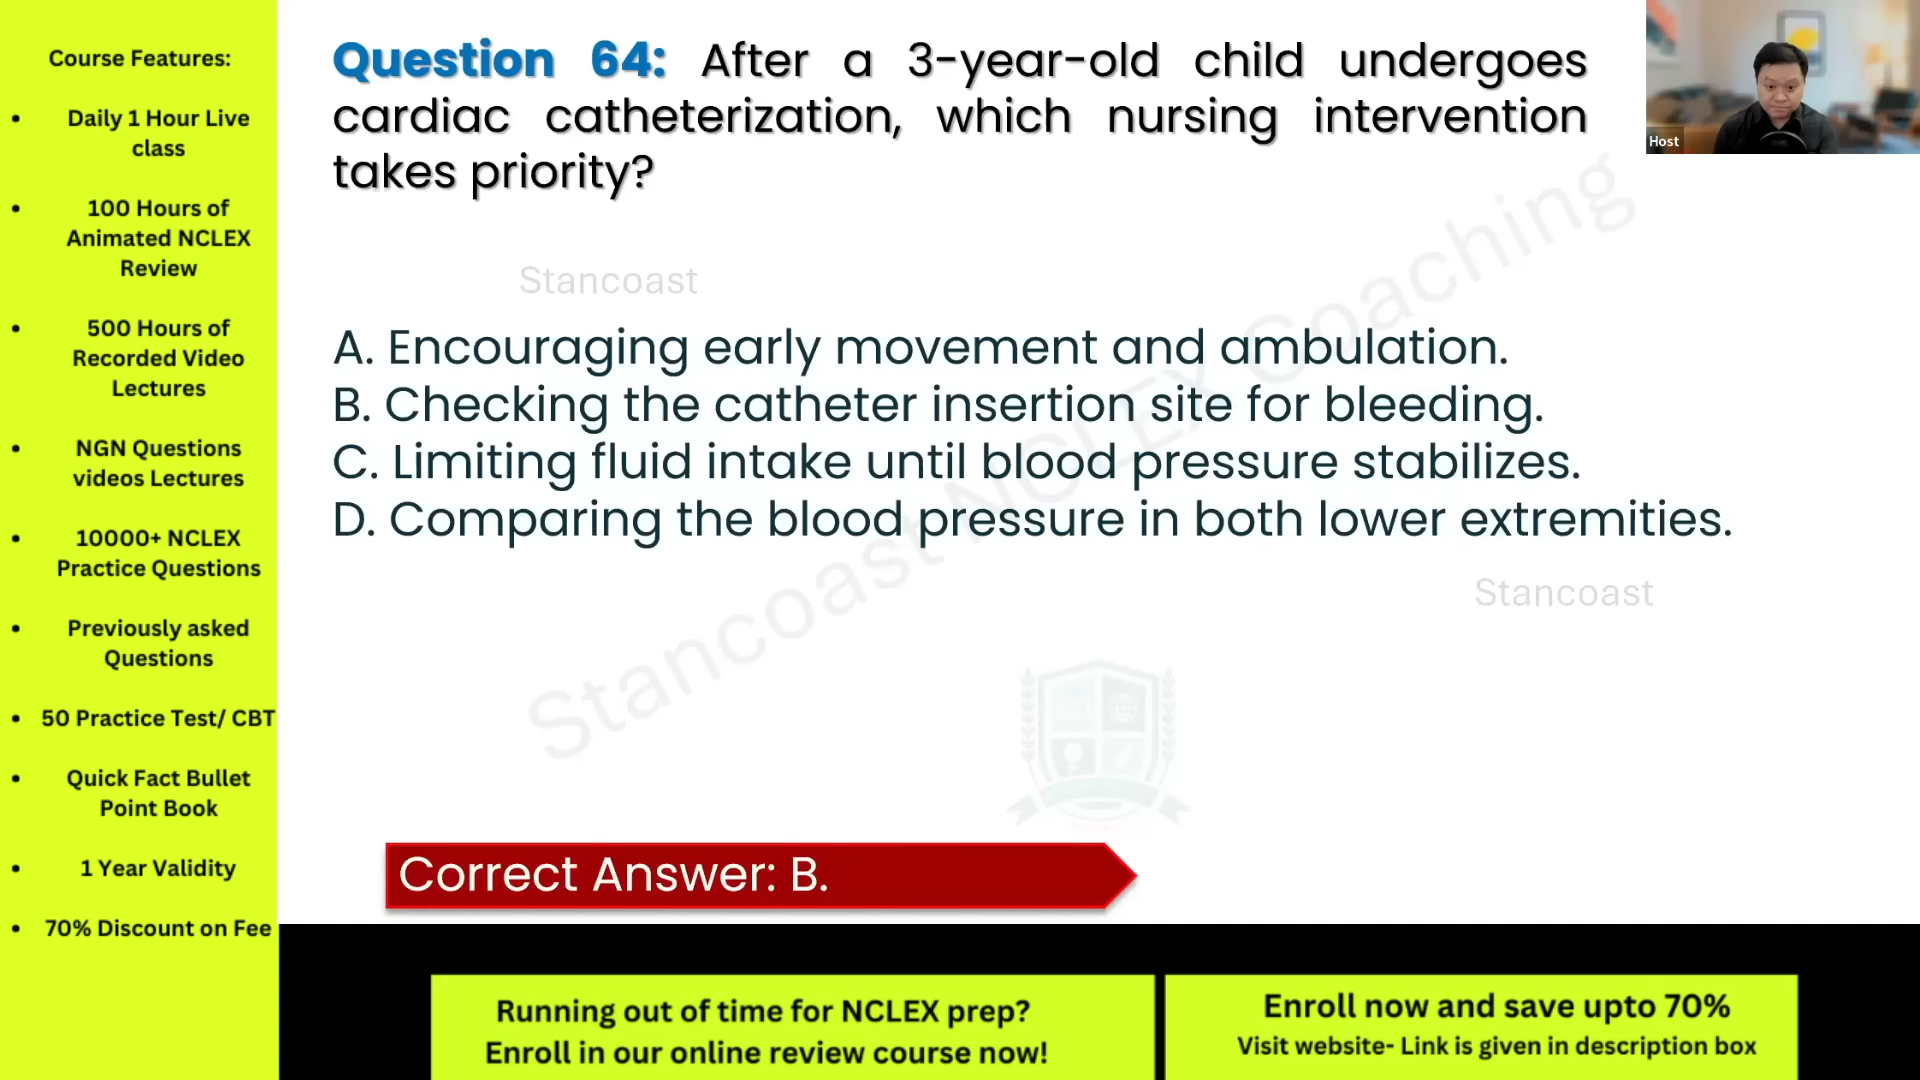 Course Features:
• Daily 1 Hour Live
class
• 100 Hours of
Animated NCLEX
Review
• 500 Hours of
Recorded Video
Lectures
• NGN Questions
videos Lectures
• 10000+ NCLEX
Practice Questions
• Previously asked
Questions
• 50 Practice Test/ CBT
• Quick Fact Bullet
Point Book
• 1 Year Validity
• 70% Discount on Fee
Question 64: After a 3-year-old child undergoes
cardiac catheterization, which nursing intervention
takes priority?
Host
Stancoast
A. Encouraging early movement and ambulation.
B. Checking the catheter insertion site for bleeding.
C. Limiting fluid intake until blood pressure stabilizes.
D. Comparing the blood pressure in both lower extremities.
Stancoast
Stancoast NCLEX Coaching
Correct Answer: B.
Running out of time for NCLEX prep?
Enroll in our online review course now!
Enroll now and save upto 70%
Visit website- Link is given in description box